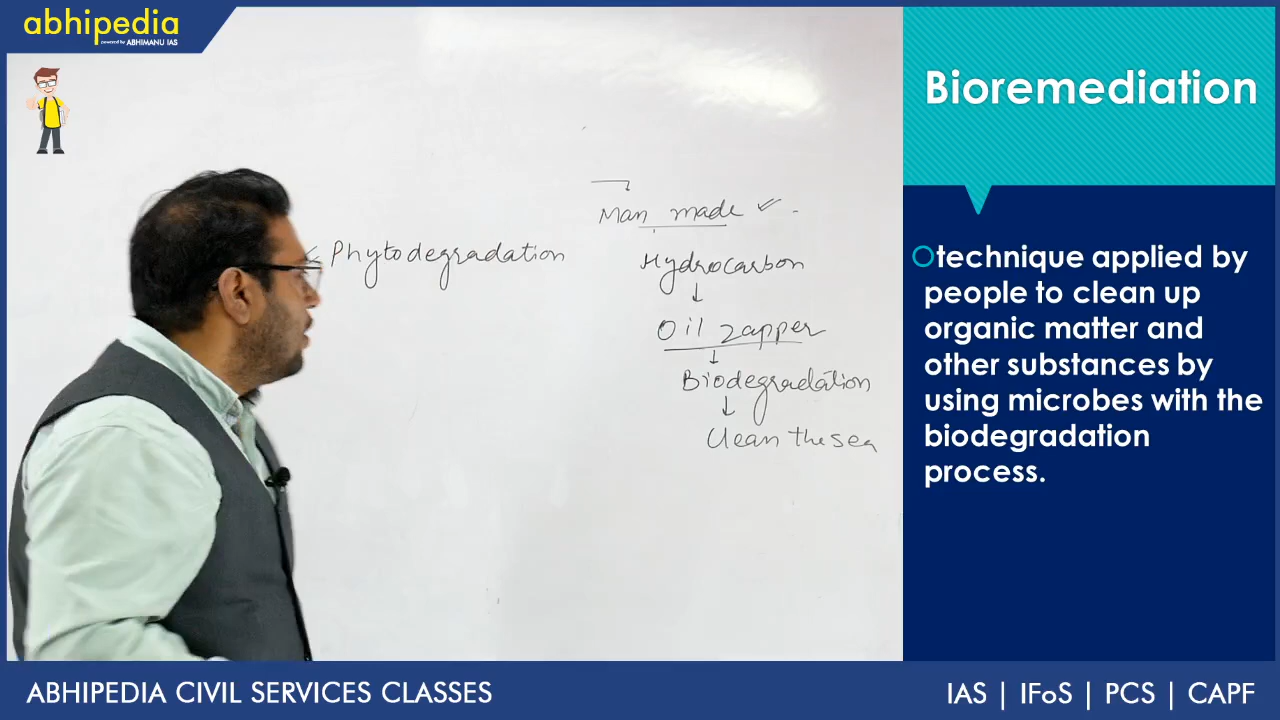 abhipedia
powered by ABHIMANU IAS
Man made
Phytodegradation
Hydrocarbon
Oil zapper
Biodegradation
Clean the sea
Bioremediation
technique applied by
people to clean up
organic matter and
other substances by
using microbes with the
biodegradation
process.
ABHIPEDIA CIVIL SERVICES CLASSES
IAS | IFoS | PCS | CAPF